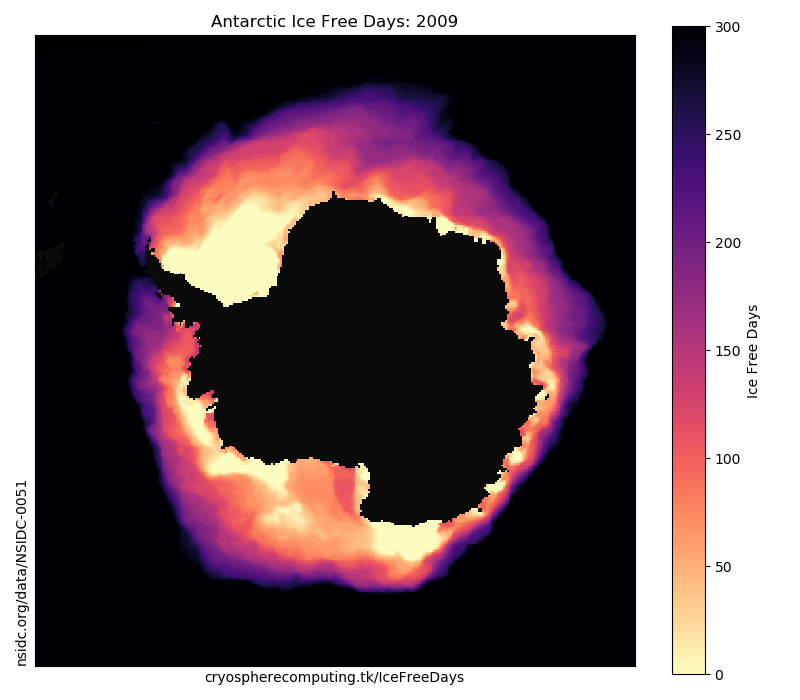 Antarctic Ice Free Days: 2009
300
250
200
150
100
50
0
Ice Free Days
nsidc.org/data/NSIDC-0051
cryospherecomputing.tk/IceFreeDays